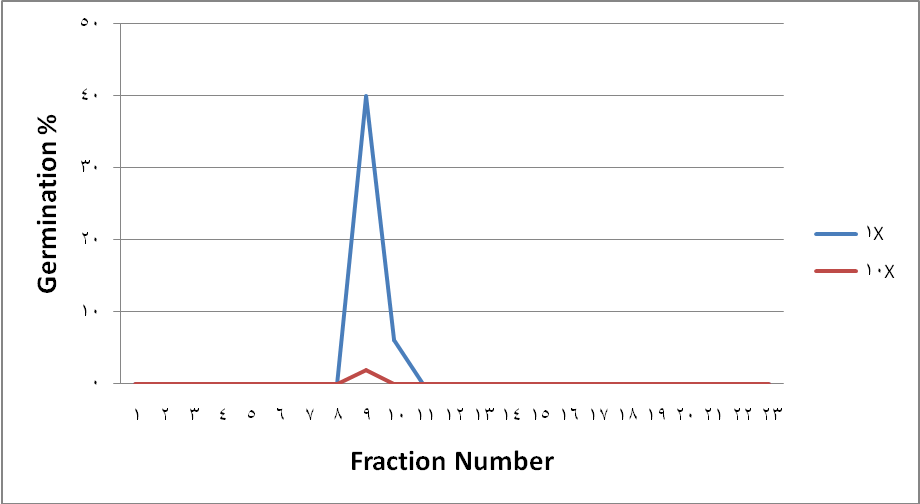 Germination %
٥٠
٤٠
٣٠
٢٠
١٠
٠
١ ٢ ٣ ٤ ٥ ٦ ٧ ٨ ٩ ١٠ ١١ ١٢ ١٣ ١٤ ١٥ ١٦ ١٧ ١٨ ١٩ ٢٠ ٢١ ٢٢ ٢٣
Fraction Number
١X
١٠X